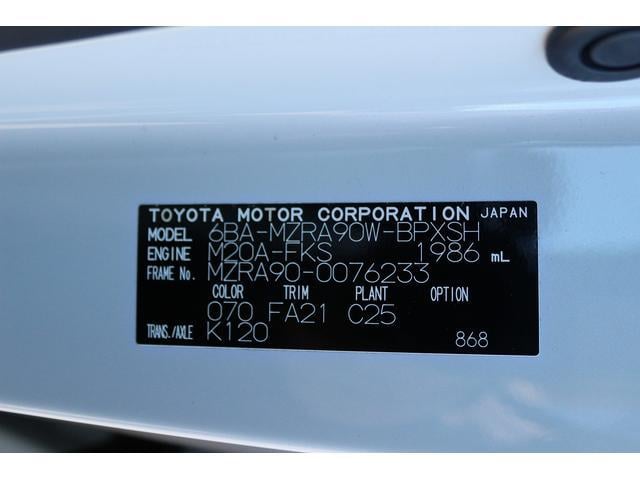 TOYOTA MOTOR CORPORATION JAPAN
MODEL 6BA-MZRA90W-BPXSH
ENGINE M20A-FKS 1986 mL
FRAME No. MZRA90-0076233
COLOR TRIM PLANT OPTION
070 FA21 C25
TRANS./AXLE K120 868